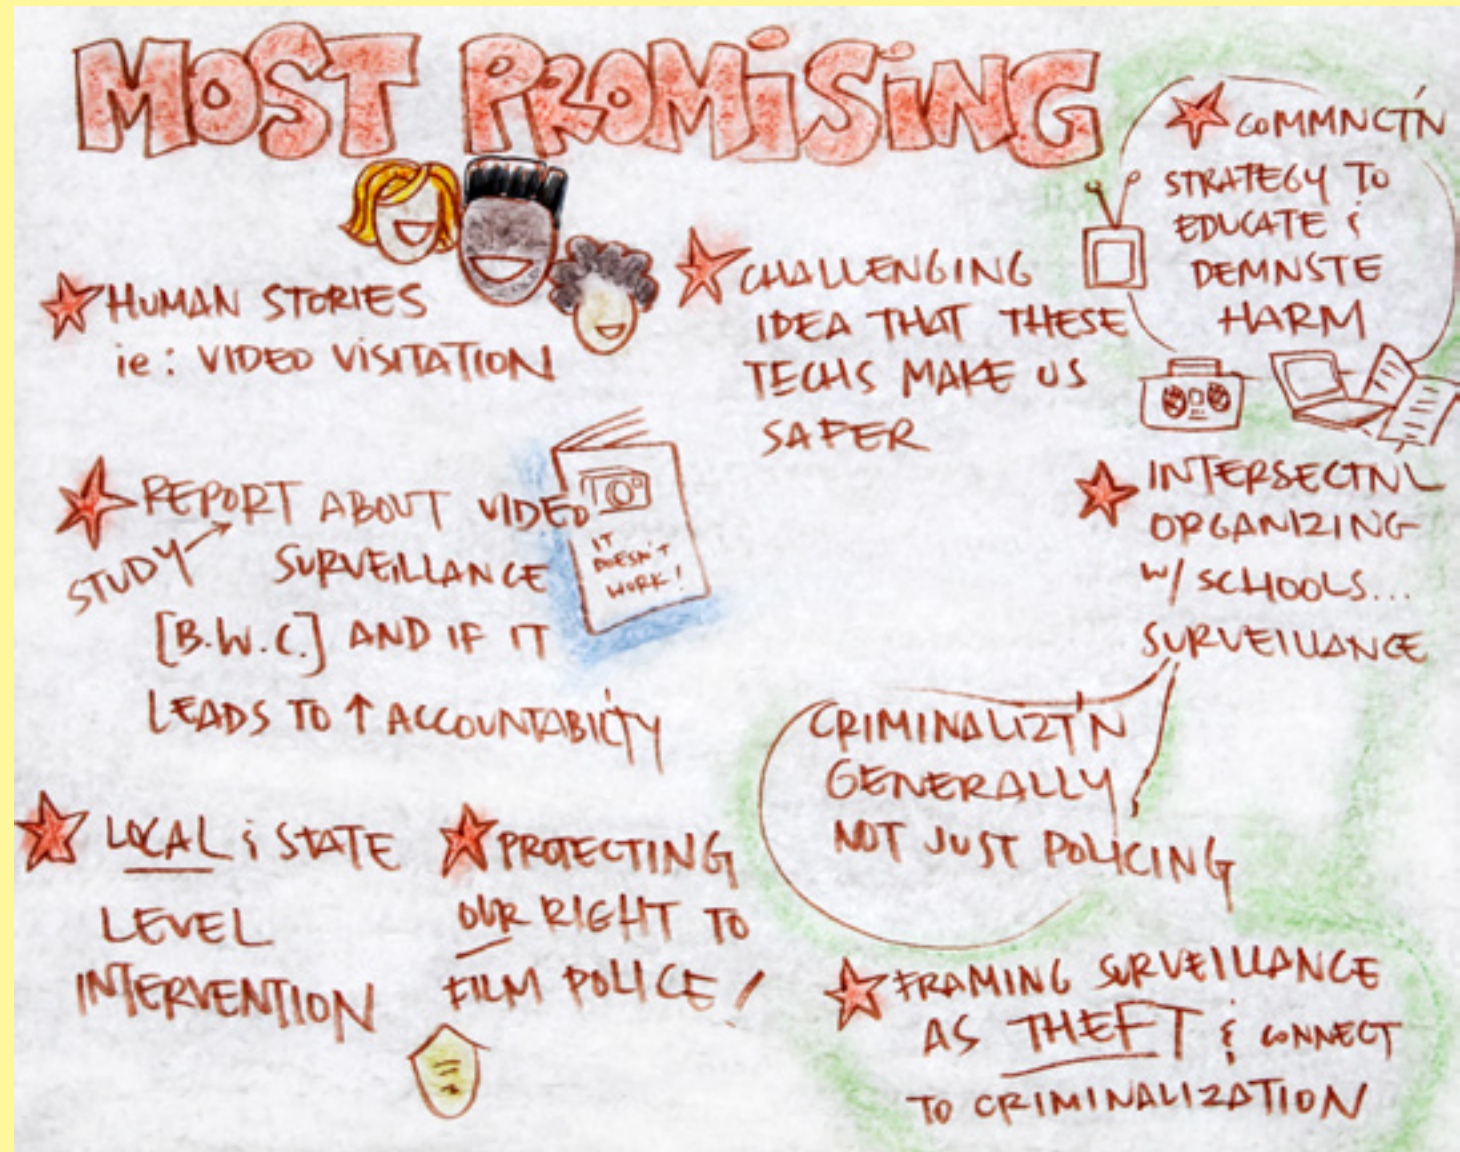 MOST PROMiSiNG
★ HUMAN STORIES
ie: VIDEO VISITATION
★ CHALLENGING
IDEA THAT THESE
TECHS MAKE US
SAFER
★ COMMNCT'N
STRATEGY TO
EDUCATE &
DEMNSTE
HARM
★ REPORT ABOUT VIDEO
STUDY →
SURVEILLANCE
[B.W.C.] AND IF IT
LEADS TO ↑ ACCOUNTABILITY
IT
DOESN'T
WORK!
★ INTERSECTNL
ORGANIZING
W/ SCHOOLS...
SURVEILLANCE
CRIMINALIZT'N
GENERALLY
NOT JUST POLICING
★ LOCAL & STATE
LEVEL
INTERVENTION
★ PROTECTING
OUR RIGHT TO
FILM POLICE!
★ FRAMING SURVEILLANCE
AS THEFT & CONNECT
TO CRIMINALIZATION